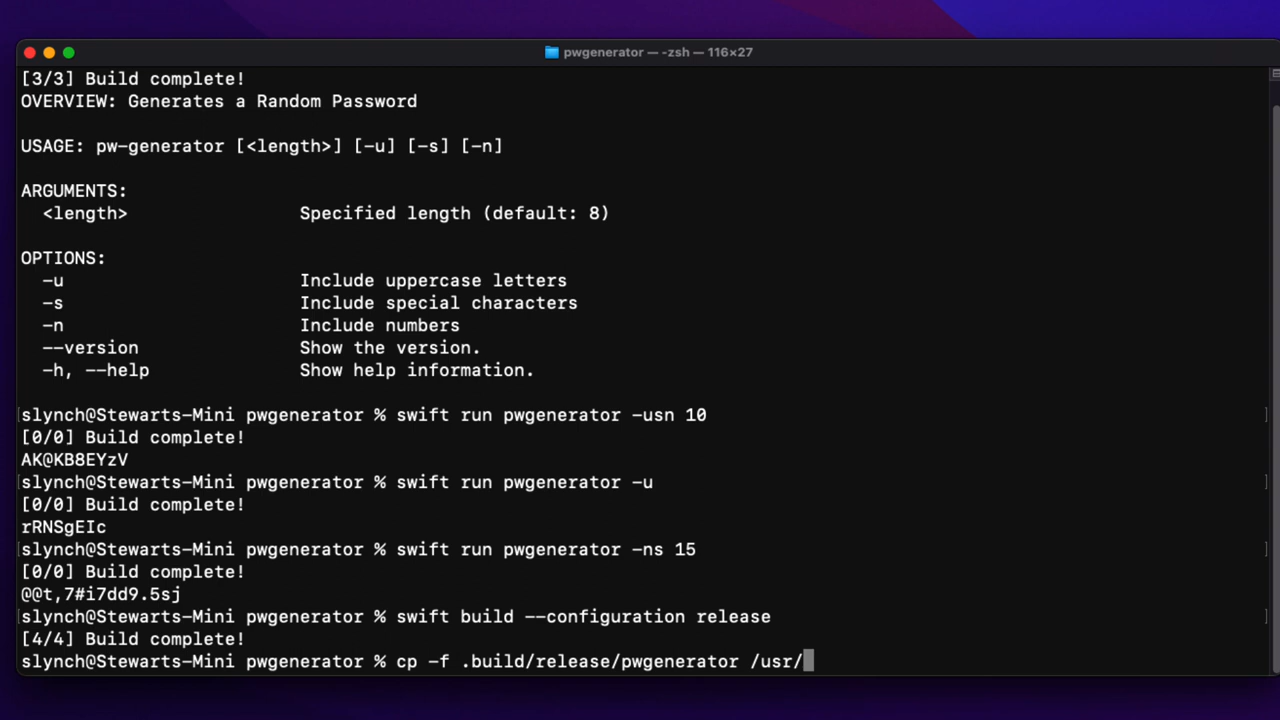 pwgenerator — -zsh — 116×27
[3/3] Build complete!
OVERVIEW: Generates a Random Password
USAGE: pw-generator [<length>] [-u] [-s] [-n]
ARGUMENTS:
<length> Specified length (default: 8)
OPTIONS:
-u Include uppercase letters
-s Include special characters
-n Include numbers
--version Show the version.
-h, --help Show help information.
[slynch@Stewarts-Mini pwgenerator % swift run pwgenerator -usn 10 ]
[0/0] Build complete!
AK@KB8EYzV
[slynch@Stewarts-Mini pwgenerator % swift run pwgenerator -u ]
[0/0] Build complete!
rRNSgEIc
[slynch@Stewarts-Mini pwgenerator % swift run pwgenerator -ns 15 ]
[0/0] Build complete!
@@t,7#i7dd9.5sj
[slynch@Stewarts-Mini pwgenerator % swift build --configuration release ]
[4/4] Build complete!
slynch@Stewarts-Mini pwgenerator % cp -f .build/release/pwgenerator /usr/